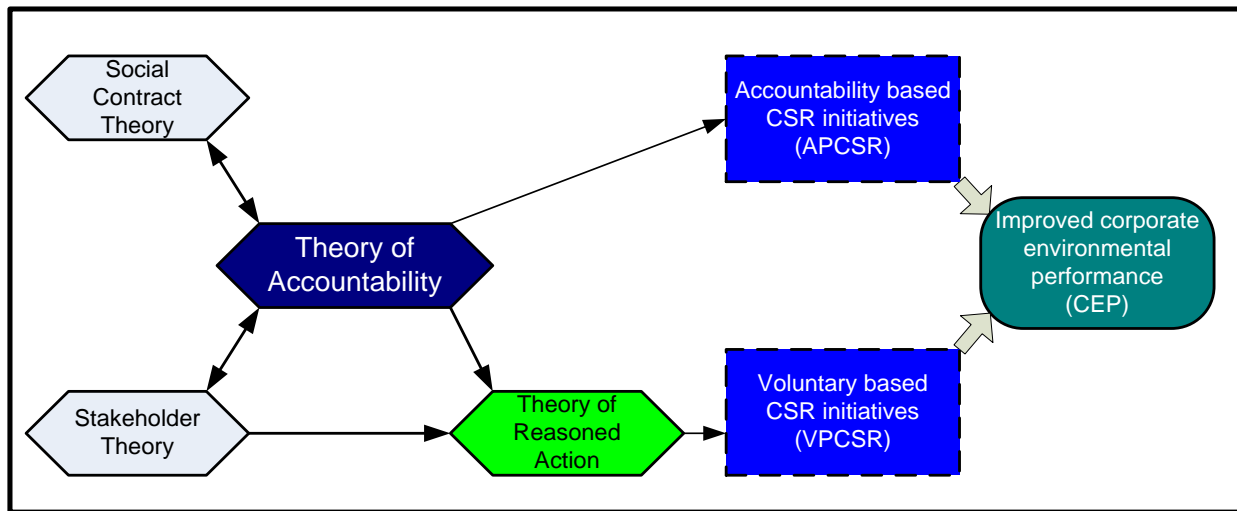 Social
Contract
Theory
Accountability based
CSR initiatives
(APCSR)
Theory of
Accountability
Improved corporate
environmental
performance
(CEP)
Stakeholder
Theory
Theory of
Reasoned
Action
Voluntary based
CSR initiatives
(VPCSR)